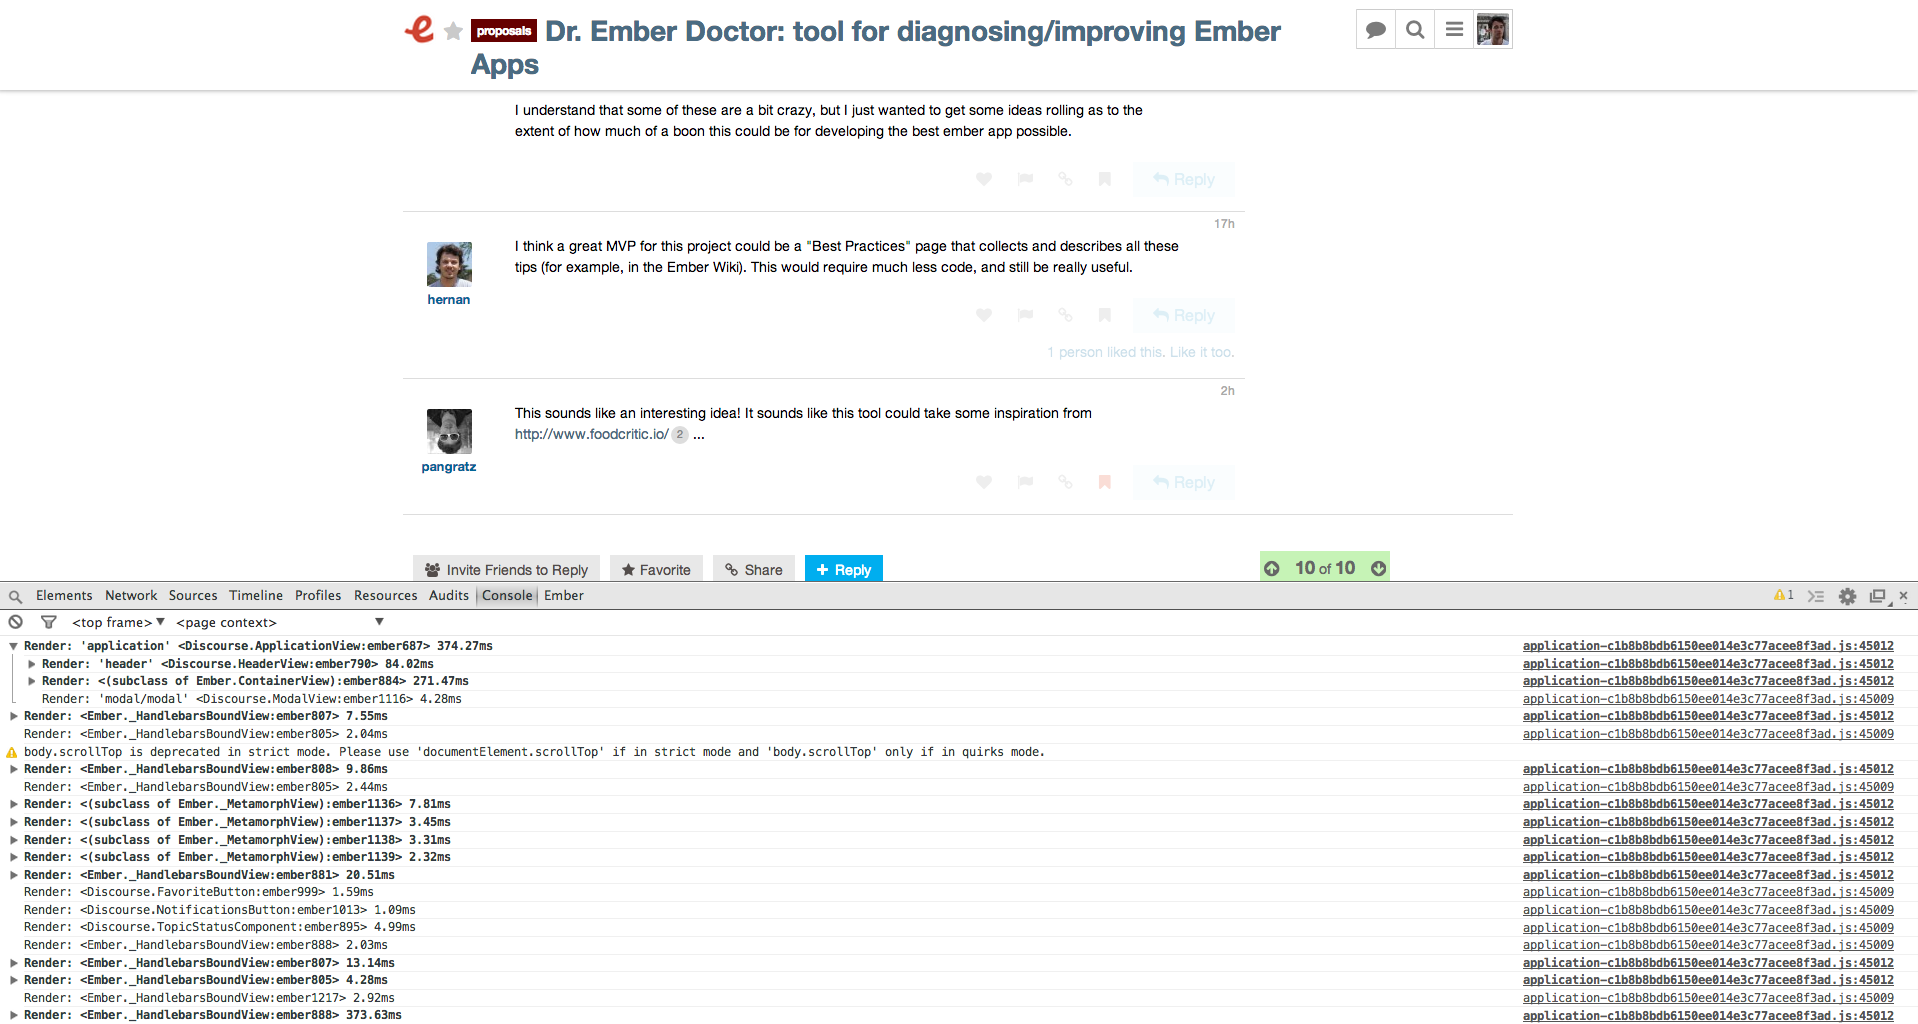 proposals Dr. Ember Doctor: tool for diagnosing/improving Ember
Apps
I understand that some of these are a bit crazy, but I just wanted to get some ideas rolling as to the
extent of how much of a boon this could be for developing the best ember app possible.
Reply
17h
I think a great MVP for this project could be a "Best Practices" page that collects and describes all these
tips (for example, in the Ember Wiki). This would require much less code, and still be really useful.
hernan
Reply
1 person liked this. Like it too.
2h
This sounds like an interesting idea! It sounds like this tool could take some inspiration from
http://www.foodcritic.io/ 2 ...
pangratz
Reply
Invite Friends to Reply Favorite Share Reply 10 of 10
Elements Network Sources Timeline Profiles Resources Audits Console Ember 1
<top frame> <page context>
Render: 'application' <Discourse.ApplicationView:ember687> 374.27ms application-c1b8b8bdb6150ee014e3c77acee8f3ad.js:45012
Render: 'header' <Discourse.HeaderView:ember790> 84.02ms application-c1b8b8bdb6150ee014e3c77acee8f3ad.js:45012
Render: <(subclass of Ember.ContainerView):ember884> 271.47ms application-c1b8b8bdb6150ee014e3c77acee8f3ad.js:45012
Render: 'modal/modal' <Discourse.ModalView:ember1116> 4.28ms application-c1b8b8bdb6150ee014e3c77acee8f3ad.js:45009
Render: <Ember._HandlebarsBoundView:ember807> 7.55ms application-c1b8b8bdb6150ee014e3c77acee8f3ad.js:45012
Render: <Ember._HandlebarsBoundView:ember805> 2.04ms application-c1b8b8bdb6150ee014e3c77acee8f3ad.js:45009
body.scrollTop is deprecated in strict mode. Please use 'documentElement.scrollTop' if in strict mode and 'body.scrollTop' only if in quirks mode.
Render: <Ember._HandlebarsBoundView:ember808> 9.86ms application-c1b8b8bdb6150ee014e3c77acee8f3ad.js:45012
Render: <Ember._HandlebarsBoundView:ember805> 2.44ms application-c1b8b8bdb6150ee014e3c77acee8f3ad.js:45009
Render: <(subclass of Ember._MetamorphView):ember1136> 7.81ms application-c1b8b8bdb6150ee014e3c77acee8f3ad.js:45012
Render: <(subclass of Ember._MetamorphView):ember1137> 3.45ms application-c1b8b8bdb6150ee014e3c77acee8f3ad.js:45012
Render: <(subclass of Ember._MetamorphView):ember1138> 3.31ms application-c1b8b8bdb6150ee014e3c77acee8f3ad.js:45012
Render: <(subclass of Ember._MetamorphView):ember1139> 2.32ms application-c1b8b8bdb6150ee014e3c77acee8f3ad.js:45012
Render: <Ember._HandlebarsBoundView:ember881> 20.51ms application-c1b8b8bdb6150ee014e3c77acee8f3ad.js:45012
Render: <Discourse.FavoriteButton:ember999> 1.59ms application-c1b8b8bdb6150ee014e3c77acee8f3ad.js:45009
Render: <Discourse.NotificationsButton:ember1013> 1.09ms application-c1b8b8bdb6150ee014e3c77acee8f3ad.js:45009
Render: <Discourse.TopicStatusComponent:ember895> 4.99ms application-c1b8b8bdb6150ee014e3c77acee8f3ad.js:45009
Render: <Ember._HandlebarsBoundView:ember888> 2.03ms application-c1b8b8bdb6150ee014e3c77acee8f3ad.js:45009
Render: <Ember._HandlebarsBoundView:ember807> 13.14ms application-c1b8b8bdb6150ee014e3c77acee8f3ad.js:45012
Render: <Ember._HandlebarsBoundView:ember805> 4.28ms application-c1b8b8bdb6150ee014e3c77acee8f3ad.js:45012
Render: <Ember._HandlebarsBoundView:ember1217> 2.92ms application-c1b8b8bdb6150ee014e3c77acee8f3ad.js:45009
Render: <Ember._HandlebarsBoundView:ember888> 373.63ms application-c1b8b8bdb6150ee014e3c77acee8f3ad.js:45012